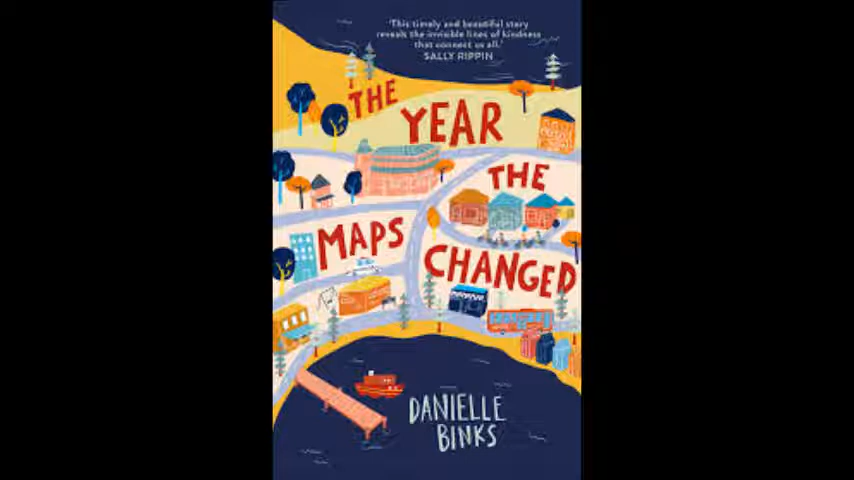 'This timely and beautiful story
reveals the invisible lines of kindness
that connect us all.'
SALLY RIPPIN
THE
YEAR
THE
MAPS
CHANGED
DANIELLE
BINKS